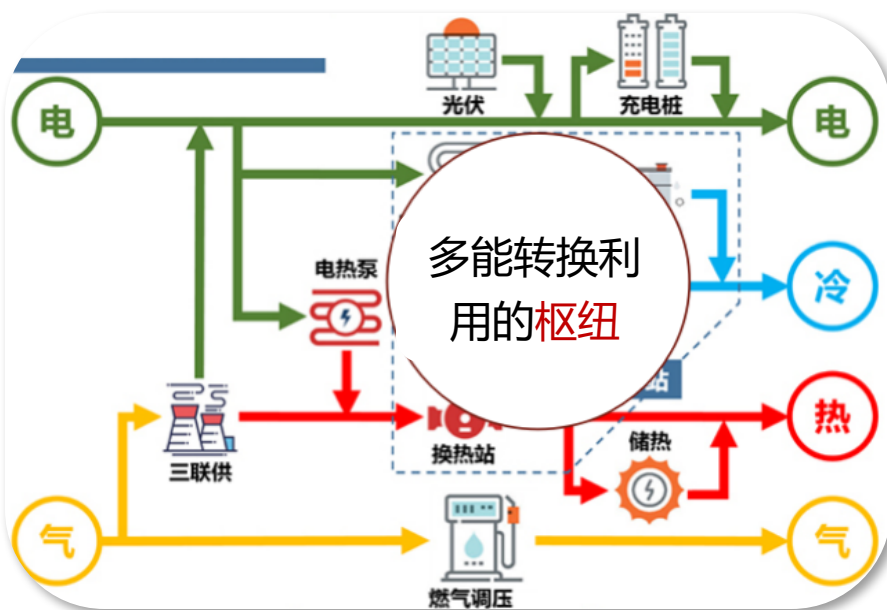 光伏
充电桩
电
电
多能转换利
用的枢纽
电热泵
冷
站
热
三联供
换热站
储热
气
气
燃气调压